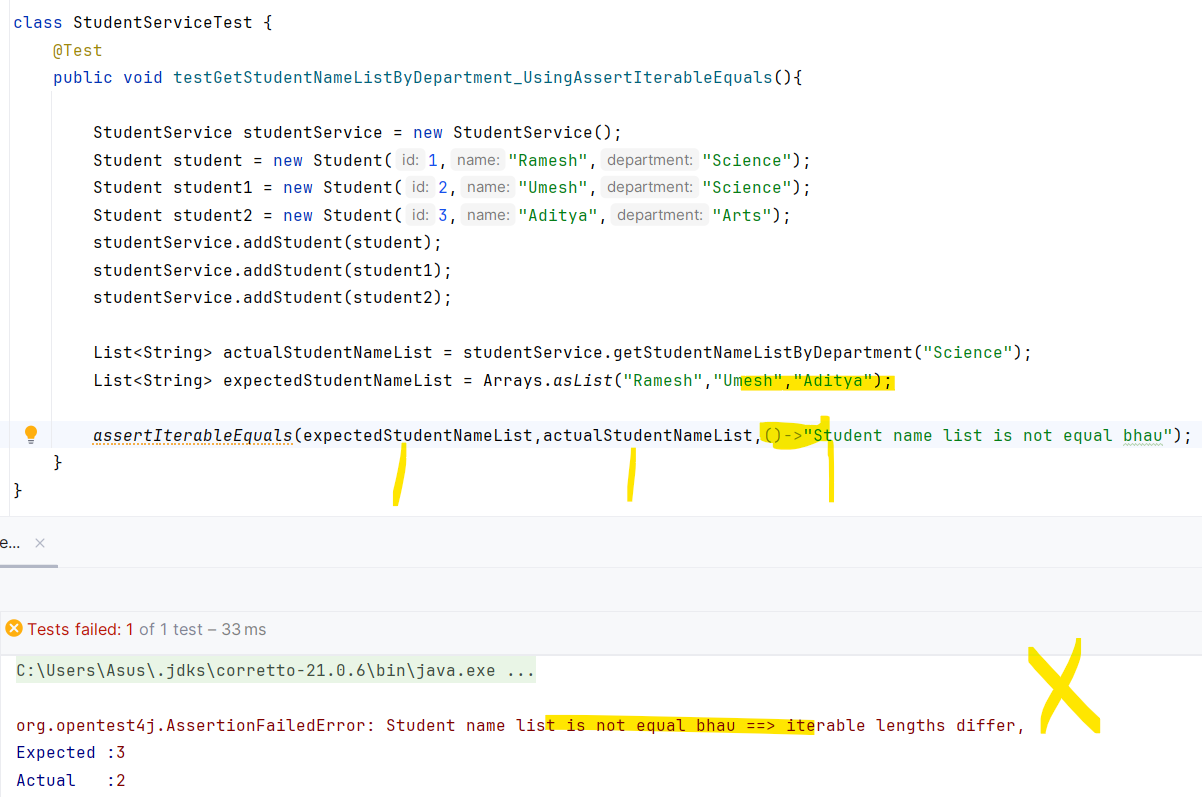 class StudentServiceTest {
@Test
public void testGetStudentNameListByDepartment_UsingAssertIterableEquals(){
StudentService studentService = new StudentService();
Student student = new Student( id: 1, name: "Ramesh", department: "Science");
Student student1 = new Student( id: 2, name: "Umesh", department: "Science");
Student student2 = new Student( id: 3, name: "Aditya", department: "Arts");
studentService.addStudent(student);
studentService.addStudent(student1);
studentService.addStudent(student2);
List<String> actualStudentNameList = studentService.getStudentNameListByDepartment("Science");
List<String> expectedStudentNameList = Arrays.asList("Ramesh","Umesh","Aditya");
assertIterableEquals(expectedStudentNameList,actualStudentNameList,()->"Student name list is not equal bhau");
}
}
e... ×
Tests failed: 1 of 1 test – 33 ms
C:\Users\Asus\.jdks\corretto-21.0.6\bin\java.exe ...
org.opentest4j.AssertionFailedError: Student name list is not equal bhau ==> iterable lengths differ,
Expected :3
Actual :2